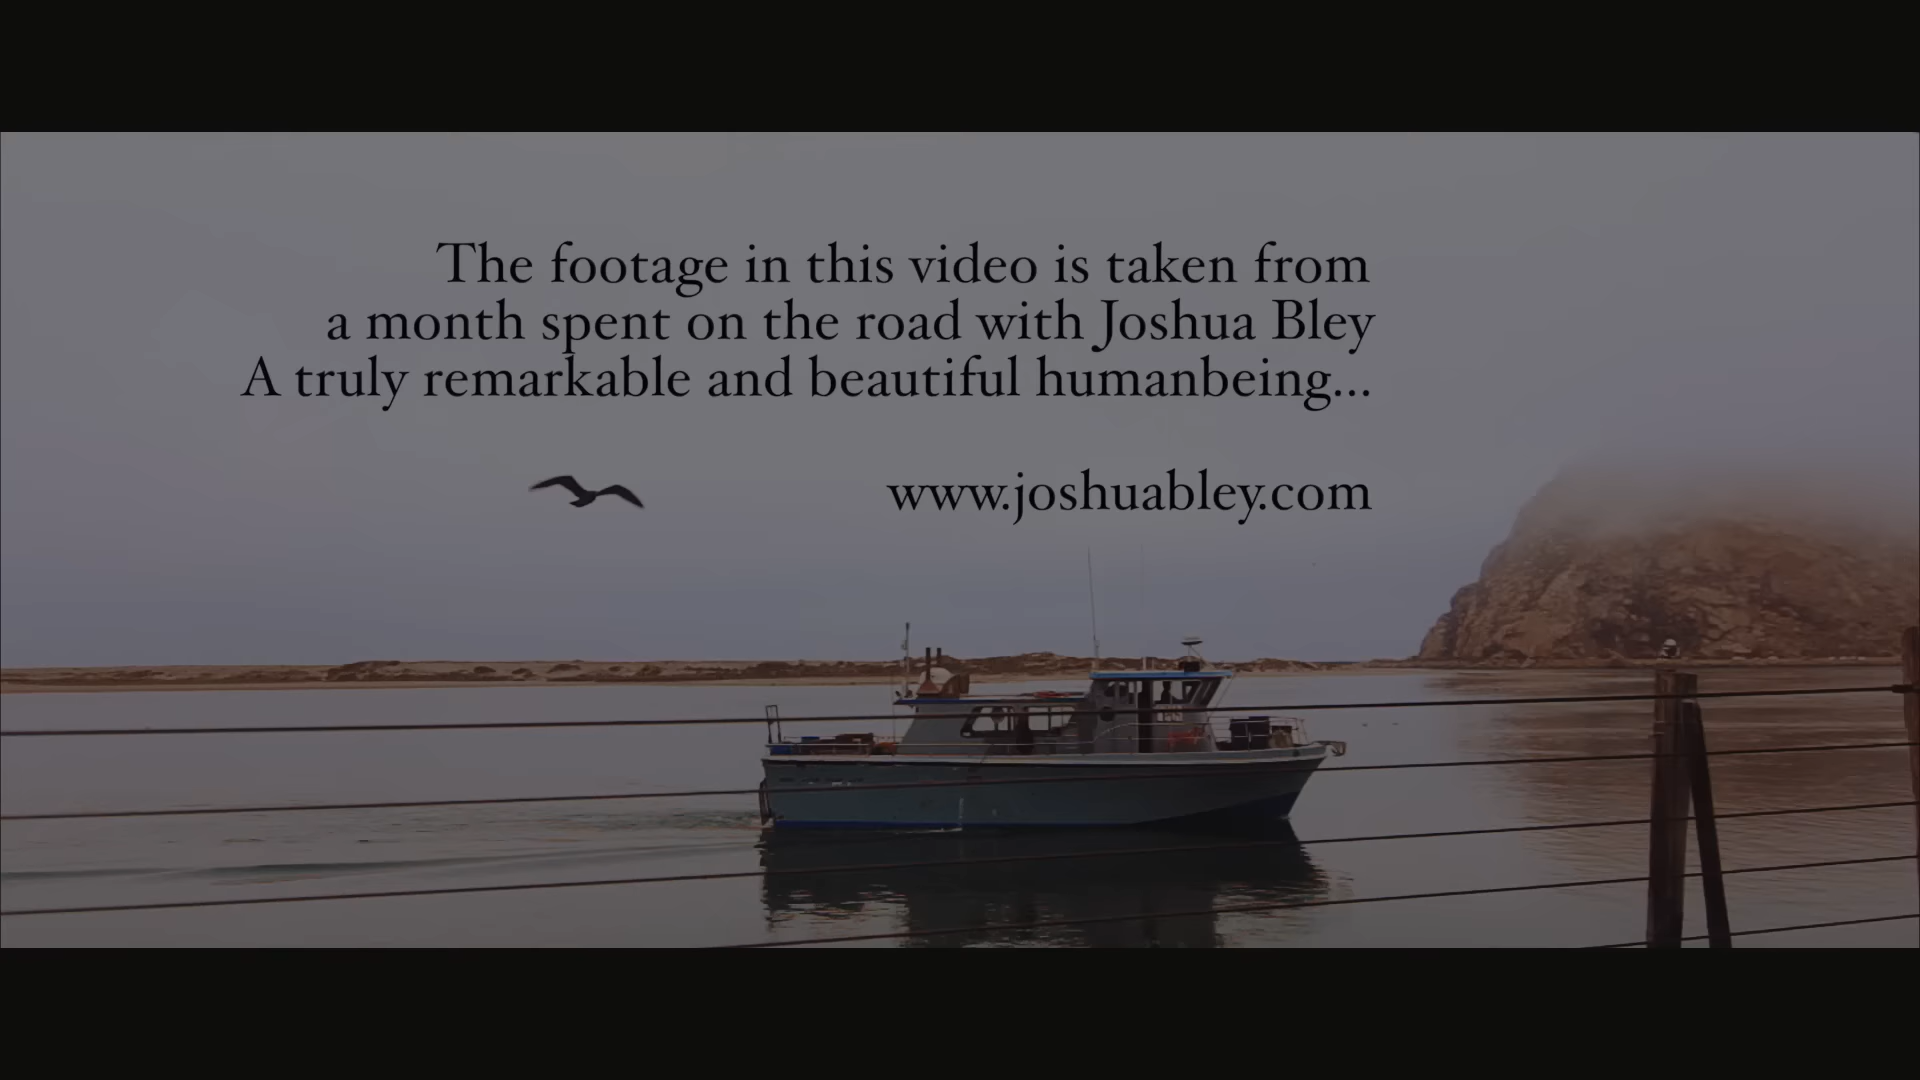 The footage in this video is taken from
a month spent on the road with Joshua Bley
A truly remarkable and beautiful humanbeing...
www.joshuabley.com